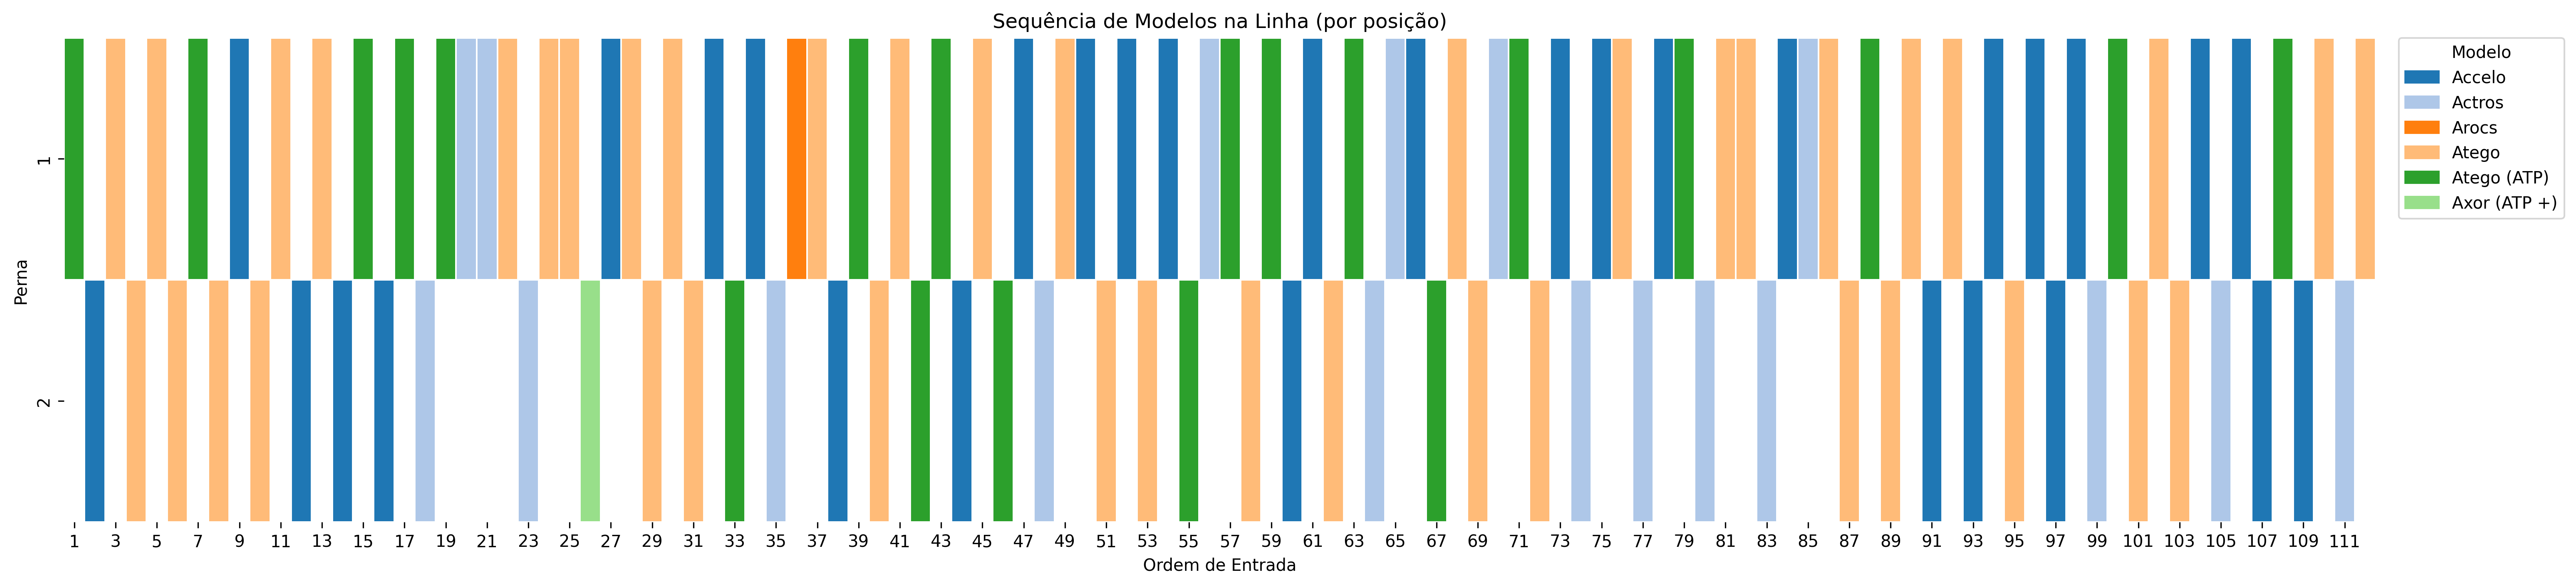 Sequência de Modelos na Linha (por posição)
Modelo
Accelo
Actros
Arocs
Atego
Atego (ATP)
Axor (ATP +)
Perna
1
2
1 3 5 7 9 11 13 15 17 19 21 23 25 27 29 31 33 35 37 39 41 43 45 47 49 51 53 55 57 59 61 63 65 67 69 71 73 75 77 79 81 83 85 87 89 91 93 95 97 99 101 103 105 107 109 111
Ordem de Entrada